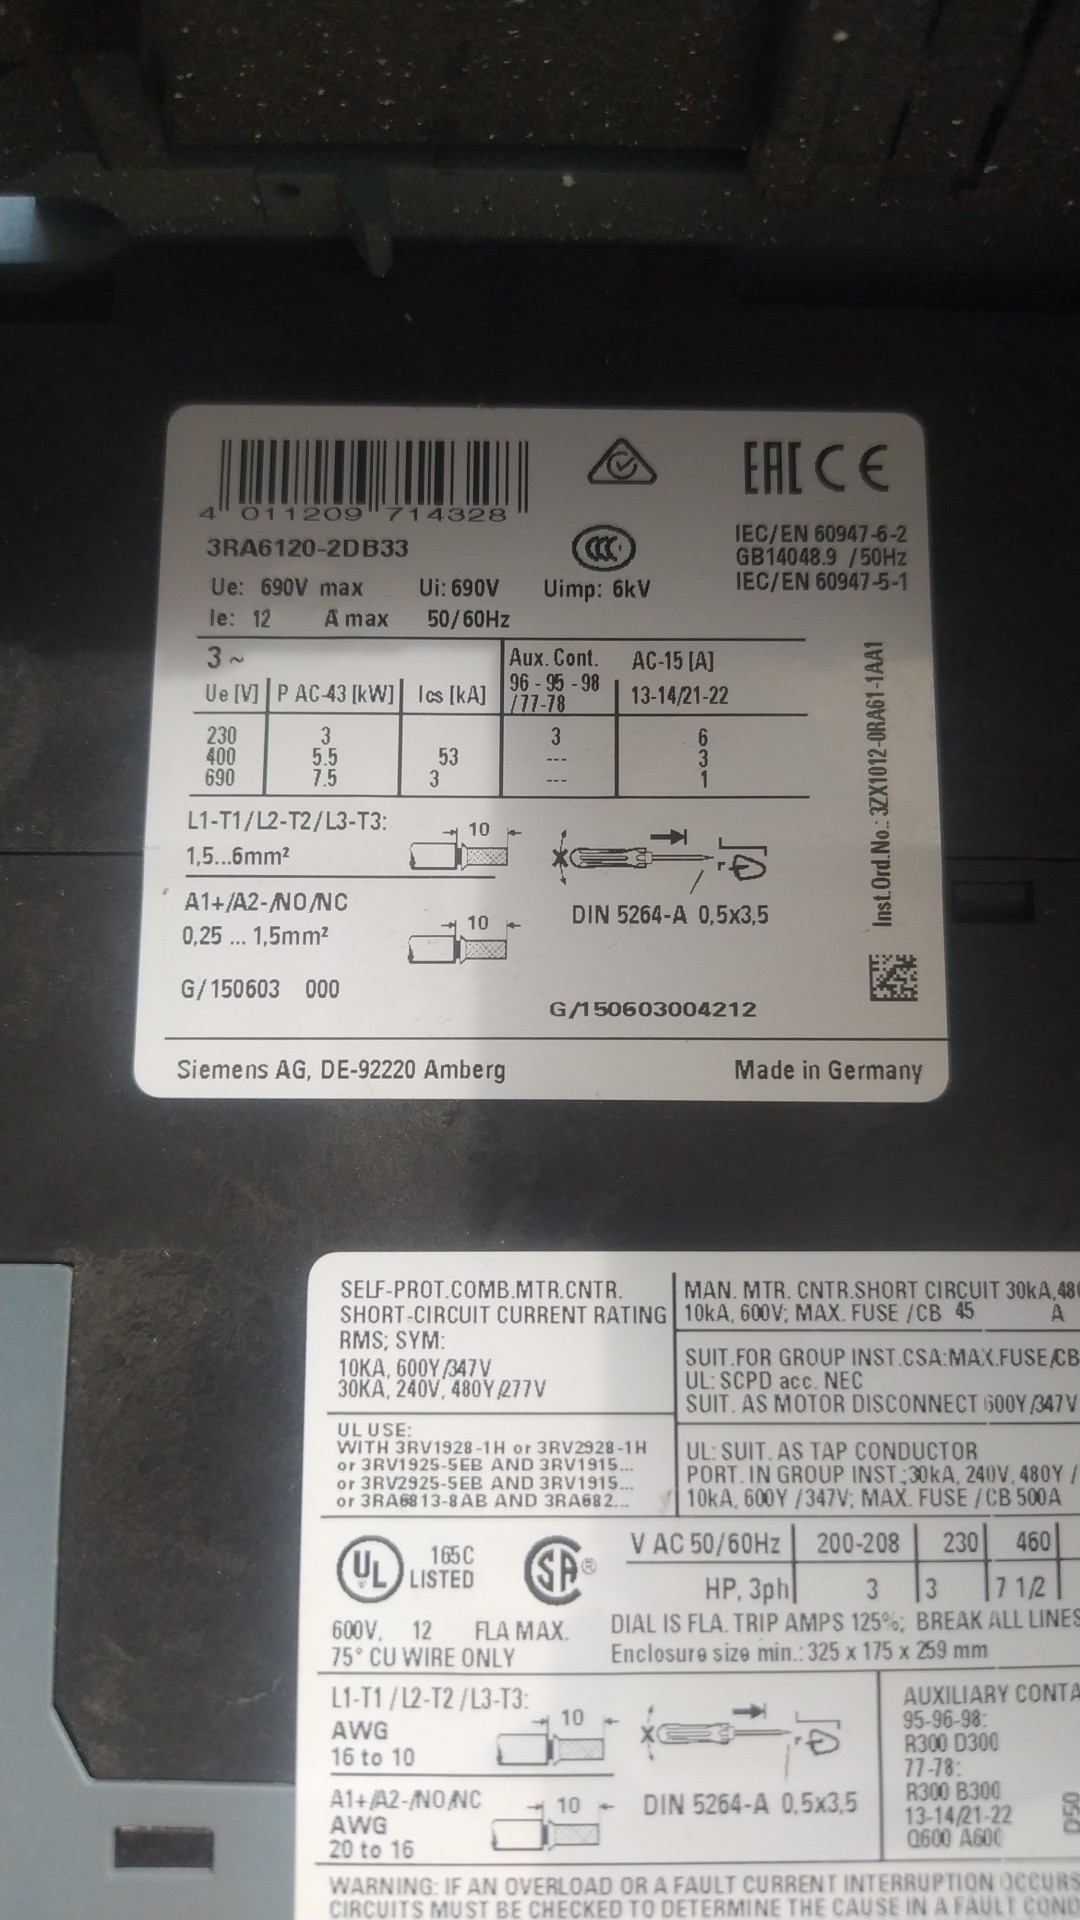 4 011209 714328
EAC CE
3RA6120-2DB33
CCC
IEC/EN 60947-6-2
GB14048.9 /50Hz
IEC/EN 60947-5-1
Ue: 690V max Ui: 690V Uimp: 6kV
Ie: 12 A max 50/60Hz
3 ~ Aux. Cont. AC-15 [A]
Ue [V] P AC-43 [kW] Ics [kA] 96 - 95 - 98 /77-78 13-14/21-22
230 3 3 6
400 5.5 53 --- 3
690 7.5 3 --- 1
Inst.Ord.No.: 3ZX1012-0RA61-1AA1
L1-T1/L2-T2/L3-T3:
10
1,5...6mm²
A1+/A2-/NO/NC
10
0,25 ... 1,5mm²
DIN 5264-A 0,5x3,5
G/150603 000
G/150603004212
Siemens AG, DE-92220 Amberg Made in Germany
SELF-PROT.COMB.MTR.CNTR.
SHORT-CIRCUIT CURRENT RATING
RMS; SYM:
10KA, 600Y/347V
30KA, 240V, 480Y/277V
MAN. MTR. CNTR.SHORT CIRCUIT 30kA,
10kA, 600V; MAX. FUSE /CB 45 A
SUIT.FOR GROUP INST.CSA:MAX.FUSE/CB
UL: SCPD acc. NEC
SUIT. AS MOTOR DISCONNECT 600Y/347V
UL USE:
WITH 3RV1928-1H or 3RV2928-1H
or 3RV1925-5EB AND 3RV1915...
or 3RV2925-5EB AND 3RV1915...
or 3RA6813-8AB AND 3RA682...
UL: SUIT. AS TAP CONDUCTOR
PORT. IN GROUP INST.;30kA, 240V, 480Y /
10kA, 600Y /347V; MAX. FUSE /CB 500A
UL 165C
LISTED
SA ®
V AC 50/60Hz 200-208 230 460
HP, 3ph 3 3 7 1/2
600V, 12 FLA MAX.
75° CU WIRE ONLY
DIAL IS FLA. TRIP AMPS 125%; BREAK ALL LINES
Enclosure size min.: 325 x 175 x 259 mm
L1-T1 /L2-T2 /L3-T3:
10
AWG
16 to 10
A1+/A2-/NO/NC
10
AWG
20 to 16
DIN 5264-A 0,5x3,5
AUXILIARY CONTA
95-96-98:
R300 D300
77-78:
R300 B300
13-14/21-22
Q600 A600
D50
WARNING: IF AN OVERLOAD OR A FAULT CURRENT INTERRUPTION OCCURS
CIRCUITS MUST BE CHECKED TO DETERMINE THE CAUSE IN A FAULT COND